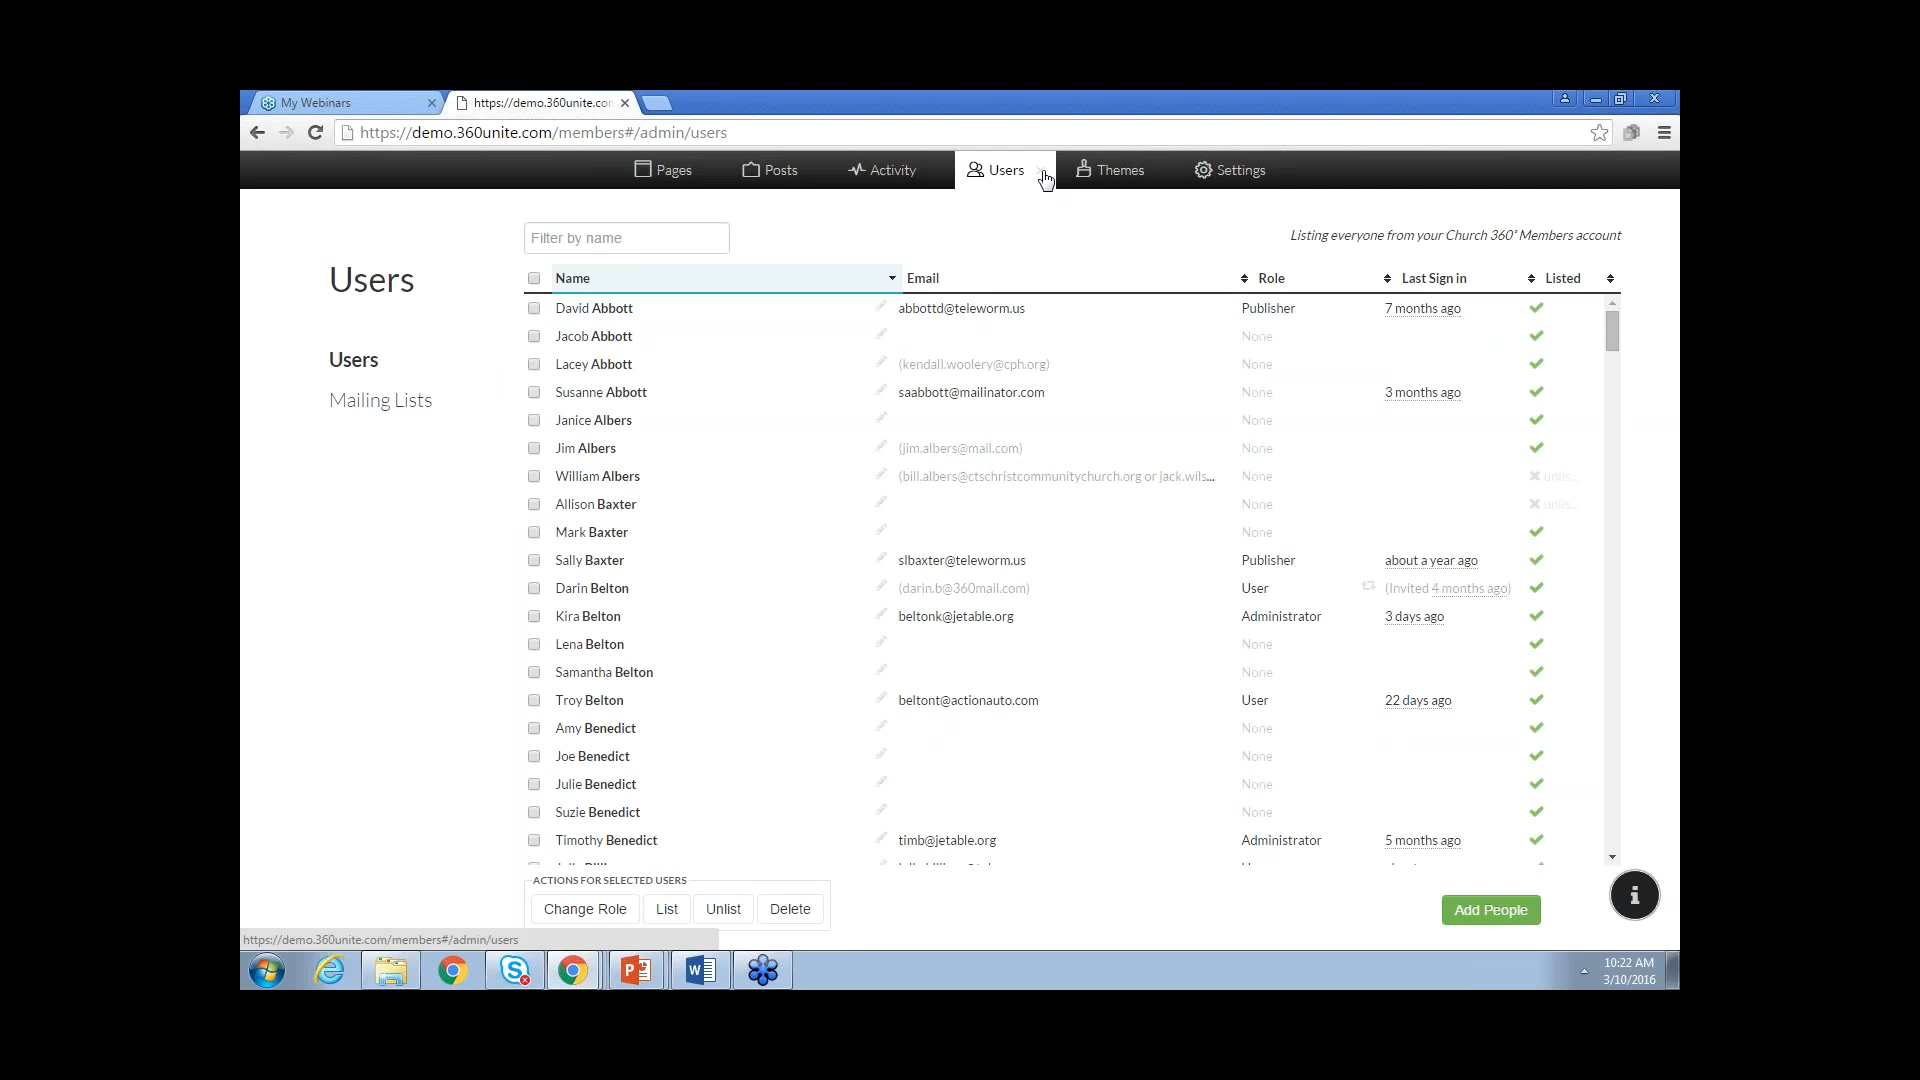 My Webinars
https://demo.360unite.con
https://demo.360unite.com/members#/admin/users
Pages
Posts
Activity
Users
Themes
Settings
Filter by name
Listing everyone from your Church 360° Members account
Users
Users
Mailing Lists
Name Email Role Last Sign in Listed
David Abbott abbottd@teleworm.us Publisher 7 months ago
Jacob Abbott None
Lacey Abbott (kendall.woolery@cph.org) None
Susanne Abbott saabbott@mailinator.com None 3 months ago
Janice Albers None
Jim Albers (jim.albers@mail.com) None
William Albers (bill.albers@ctschristcommunitychurch.org or jack.wils... None unlis...
Allison Baxter None unlis...
Mark Baxter None
Sally Baxter slbaxter@teleworm.us Publisher about a year ago
Darin Belton (darin.b@360mail.com) User (Invited 4 months ago)
Kira Belton beltonk@jetable.org Administrator 3 days ago
Lena Belton None
Samantha Belton None
Troy Belton beltont@actionauto.com User 22 days ago
Amy Benedict None
Joe Benedict None
Julie Benedict None
Suzie Benedict None
Timothy Benedict timb@jetable.org Administrator 5 months ago
ACTIONS FOR SELECTED USERS
Change Role List Unlist Delete
Add People
https://demo.360unite.com/members#/admin/users
10:22 AM
3/10/2016